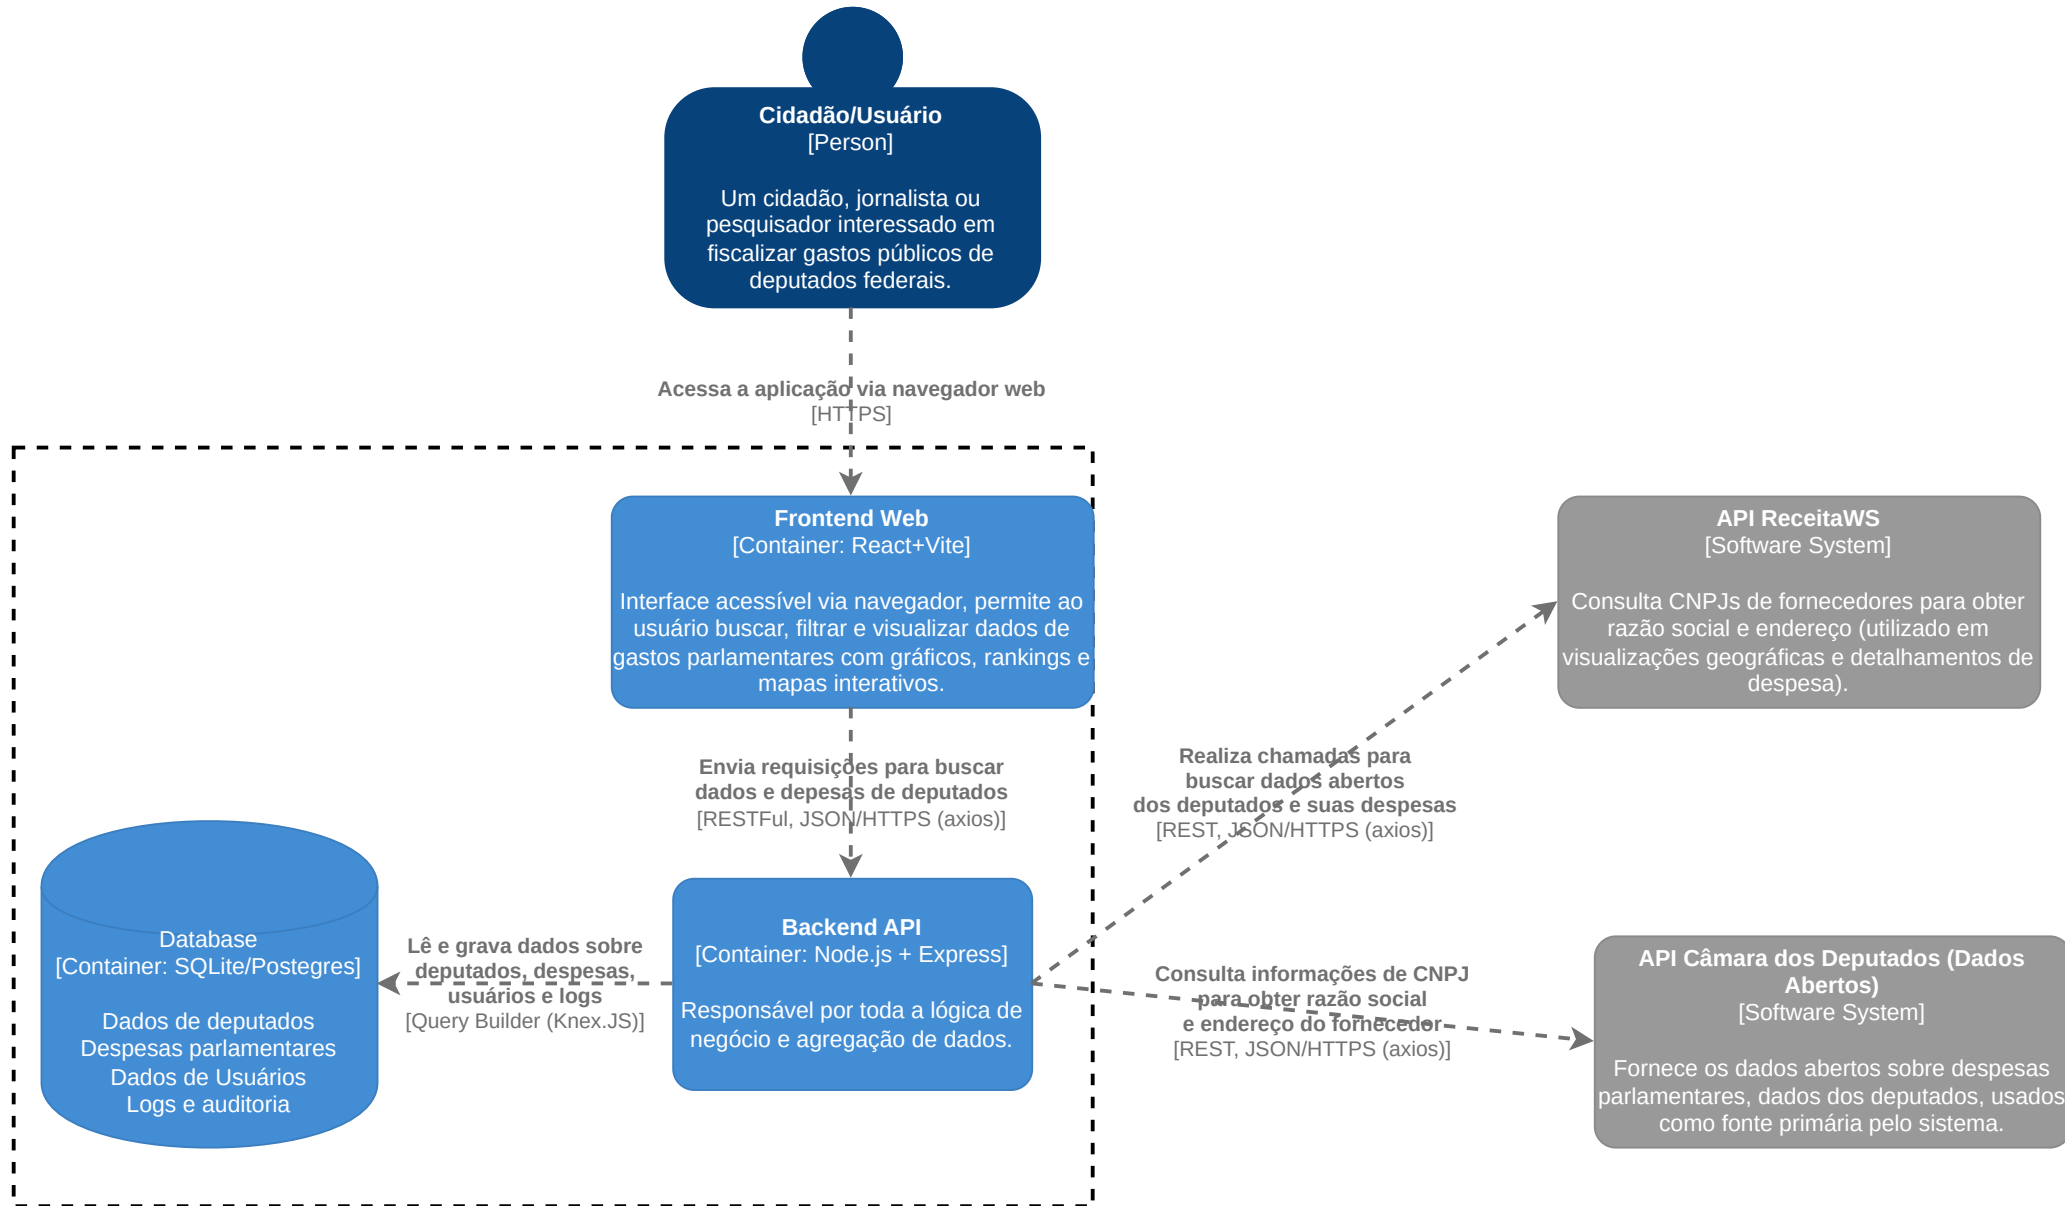 Cidadão/Usuário
[Person]
Um cidadão, jornalista ou
pesquisador interessado em
fiscalizar gastos públicos de
deputados federais.
Acessa a aplicação via navegador web
[HTTPS]
Frontend Web
[Container: React+Vite]
Interface acessível via navegador, permite ao
usuário buscar, filtrar e visualizar dados de
gastos parlamentares com gráficos, rankings e
mapas interativos.
API ReceitaWS
[Software System]
Consulta CNPJs de fornecedores para obter
razão social e endereço (utilizado em
visualizações geográficas e detalhamentos de
despesa).
Envia requisições para buscar
dados e depesas de deputados
[RESTFul, JSON/HTTPS (axios)]
Realiza chamadas para
buscar dados abertos
dos deputados e suas despesas
[REST, JSON/HTTPS (axios)]
Database
[Container: SQLite/Postegres]
Dados de deputados
Despesas parlamentares
Dados de Usuários
Logs e auditoria
Lê e grava dados sobre
deputados, despesas,
usuários e logs
[Query Builder (Knex.JS)]
Backend API
[Container: Node.js + Express]
Responsável por toda a lógica de
negócio e agregação de dados.
Consulta informações de CNPJ
para obter razão social
e endereço do fornecedor
[REST, JSON/HTTPS (axios)]
API Câmara dos Deputados (Dados
Abertos)
[Software System]
Fornece os dados abertos sobre despesas
parlamentares, dados dos deputados, usados
como fonte primária pelo sistema.